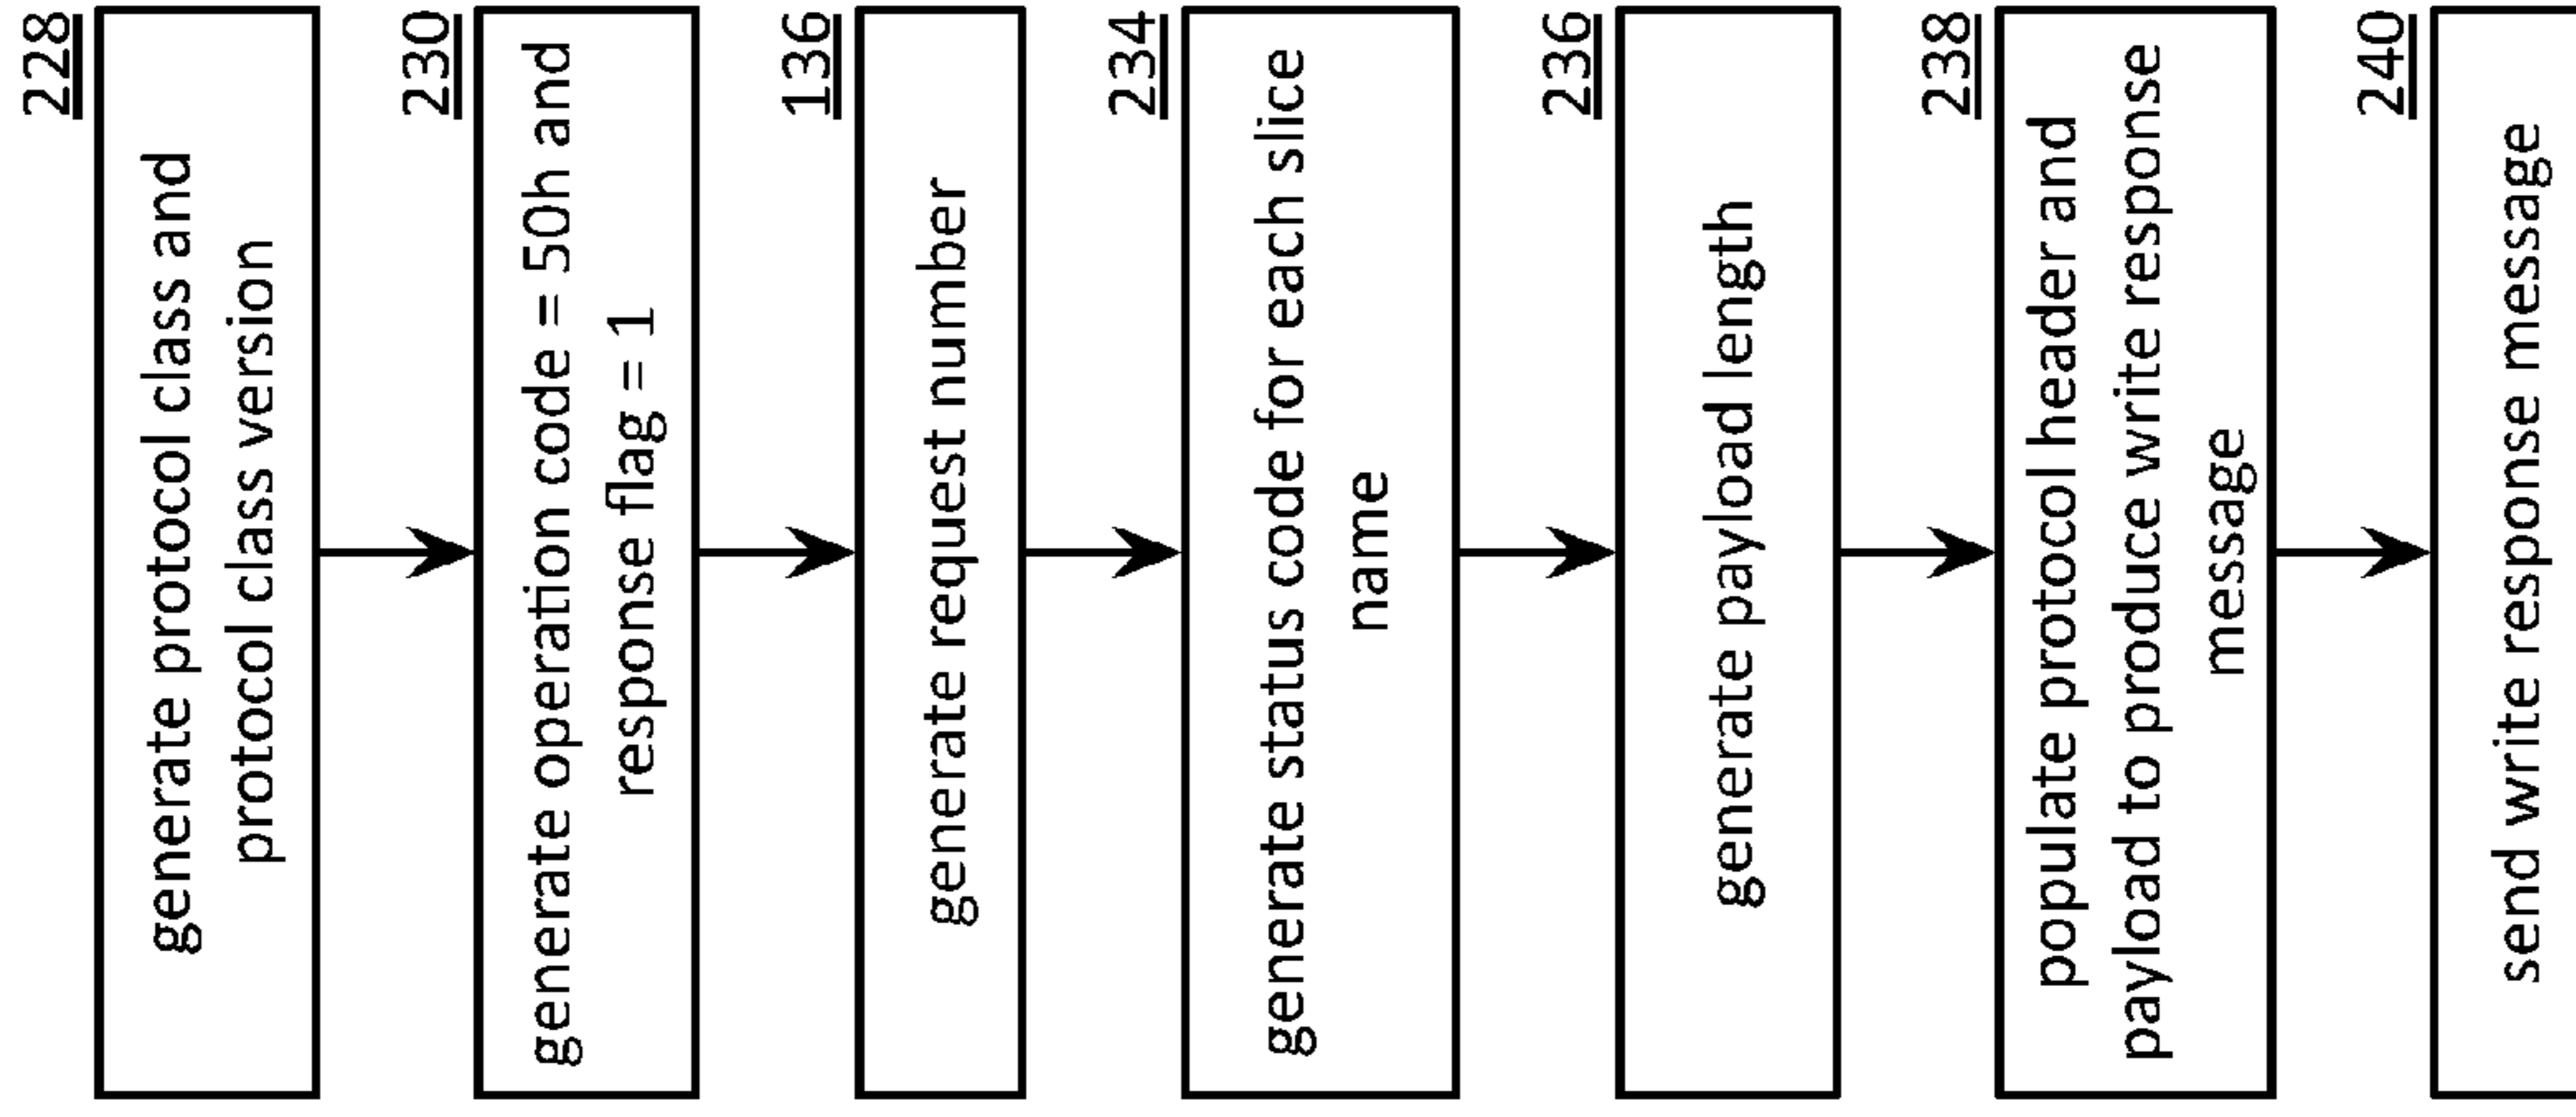 228
generate protocol class and
protocol class version
230
generate operation code = 50h and
response flag = 1
136
generate request number
234
generate status code for each slice
name
236
generate payload length
238
populate protocol header and
payload to produce write response
message
240
send write response message